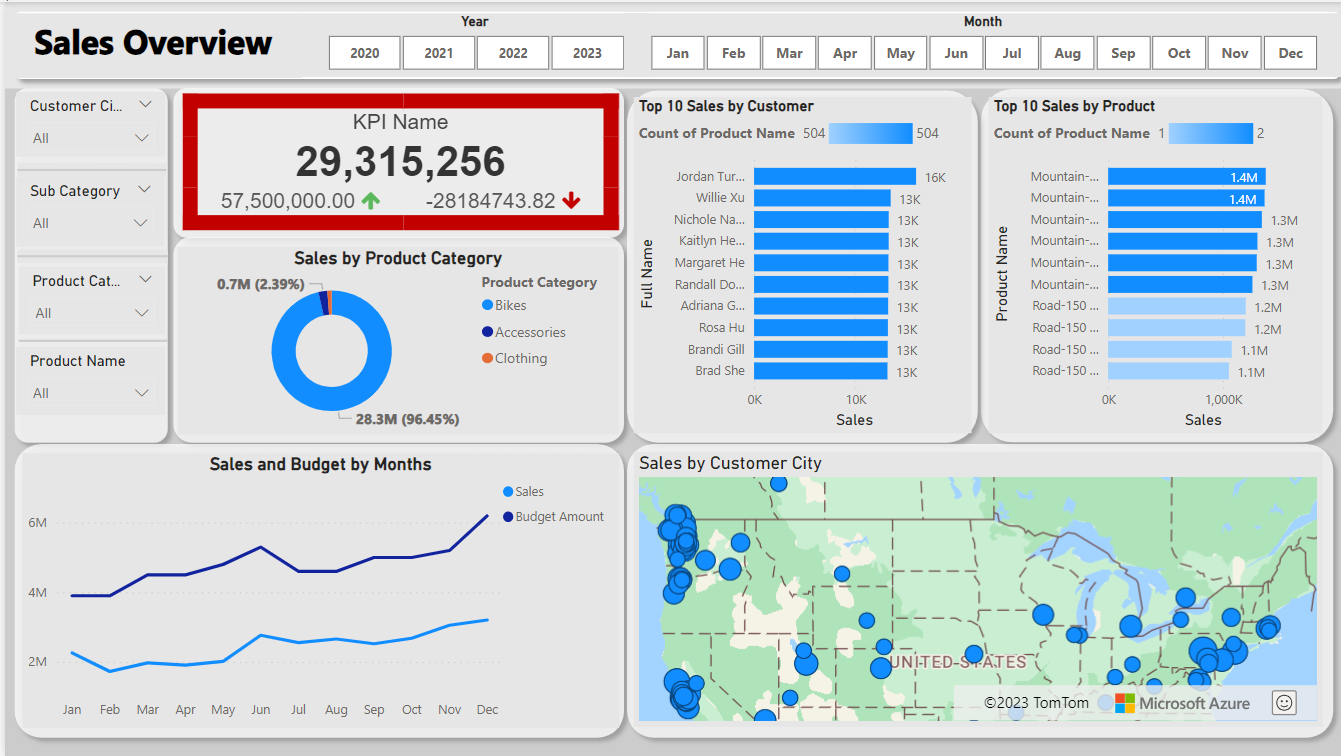 Sales Overview
Year
2020 2021 2022 2023
Month
Jan Feb Mar Apr May Jun Jul Aug Sep Oct Nov Dec
Customer Ci...
All
Sub Category
All
Product Cat...
All
Product Name
All
KPI Name
29,315,256
57,500,000.00 -28184743.82
Sales by Product Category
0.7M (2.39%)
28.3M (96.45%)
Product Category
Bikes
Accessories
Clothing
Top 10 Sales by Customer
Count of Product Name 504 504
Full Name
Jordan Tur... 16K
Willie Xu 13K
Nichole Na... 13K
Kaitlyn He... 13K
Margaret He 13K
Randall Do... 13K
Adriana G... 13K
Rosa Hu 13K
Brandi Gill 13K
Brad She 13K
0K 10K
Sales
Top 10 Sales by Product
Count of Product Name 1 2
Product Name
Mountain-... 1.4M
Mountain-... 1.4M
Mountain-... 1.3M
Mountain-... 1.3M
Mountain-... 1.3M
Mountain-... 1.3M
Road-150 ... 1.2M
Road-150 ... 1.2M
Road-150 ... 1.1M
Road-150 ... 1.1M
0K 1,000K
Sales
Sales and Budget by Months
Sales
Budget Amount
6M
4M
2M
Jan Feb Mar Apr May Jun Jul Aug Sep Oct Nov Dec
Sales by Customer City
UNITED STATES
©2023 TomTom Microsoft Azure